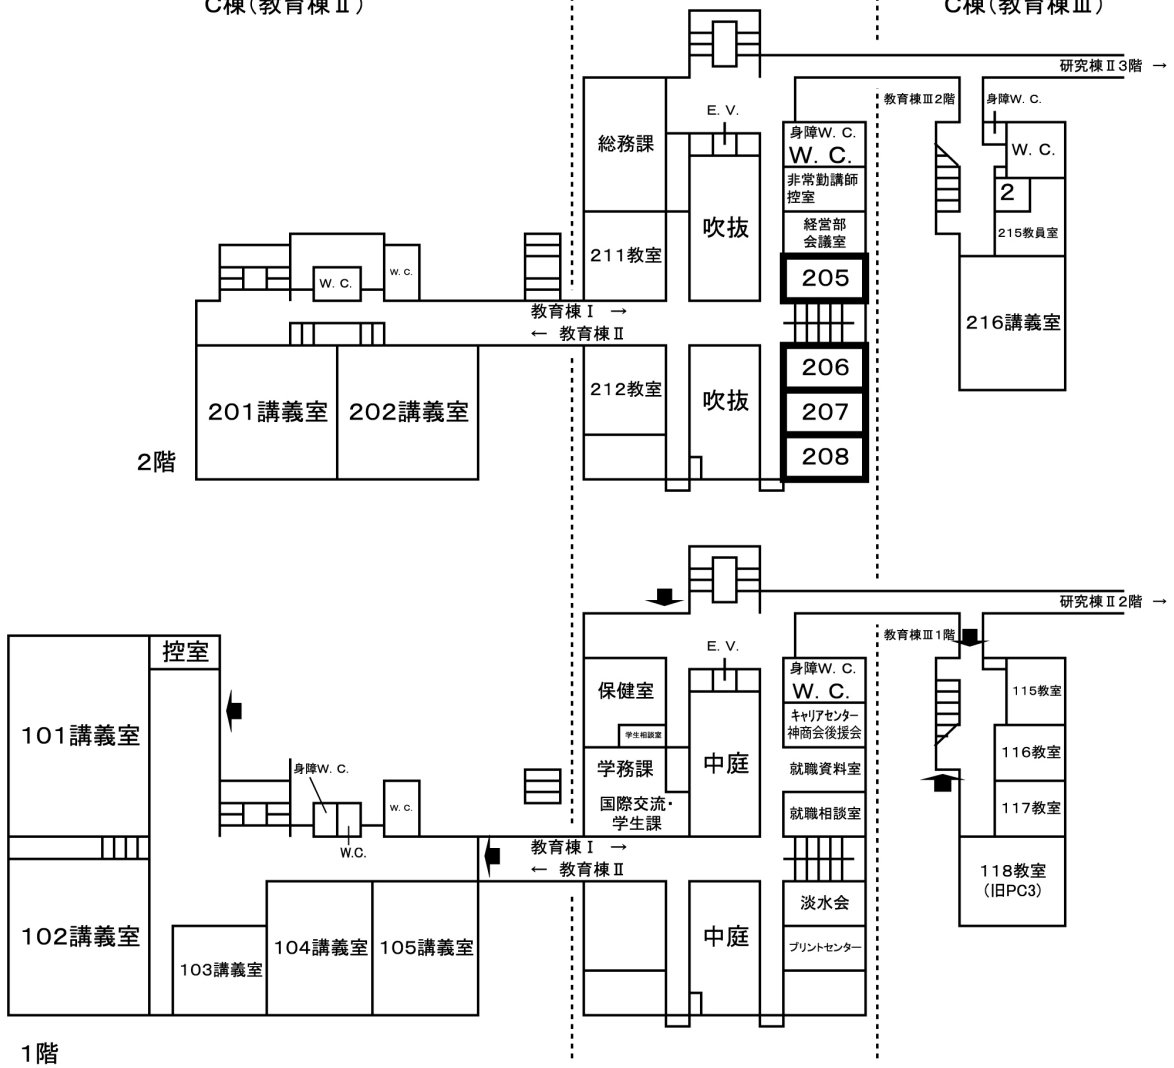 C棟(教育棟Ⅱ)
C棟(教育棟Ⅲ)
研究棟Ⅱ3階 →
教育棟Ⅲ2階
身障W. C.
E. V.
総務課
身障W. C.
W. C.
非常勤講師
控室
経営部
会議室
吹抜
211教室
205
W. C.
2
215教員室
216講義室
W. C.
W. C.
教育棟Ⅰ →
← 教育棟Ⅱ
206
207
208
212教室
吹抜
201講義室
202講義室
2階
研究棟Ⅱ2階 →
教育棟Ⅲ1階
E. V.
控室
保健室
学生相談室
身障W. C.
W. C.
キャリアセンター
神商会後援会
115教室
101講義室
学務課
中庭
就職資料室
116教室
国際交流・
学生課
就職相談室
117教室
身障W. C.
W. C.
W.C.
教育棟Ⅰ →
← 教育棟Ⅱ
118教室
(旧PC3)
淡水会
プリントセンター
中庭
102講義室
103講義室
104講義室
105講義室
1階